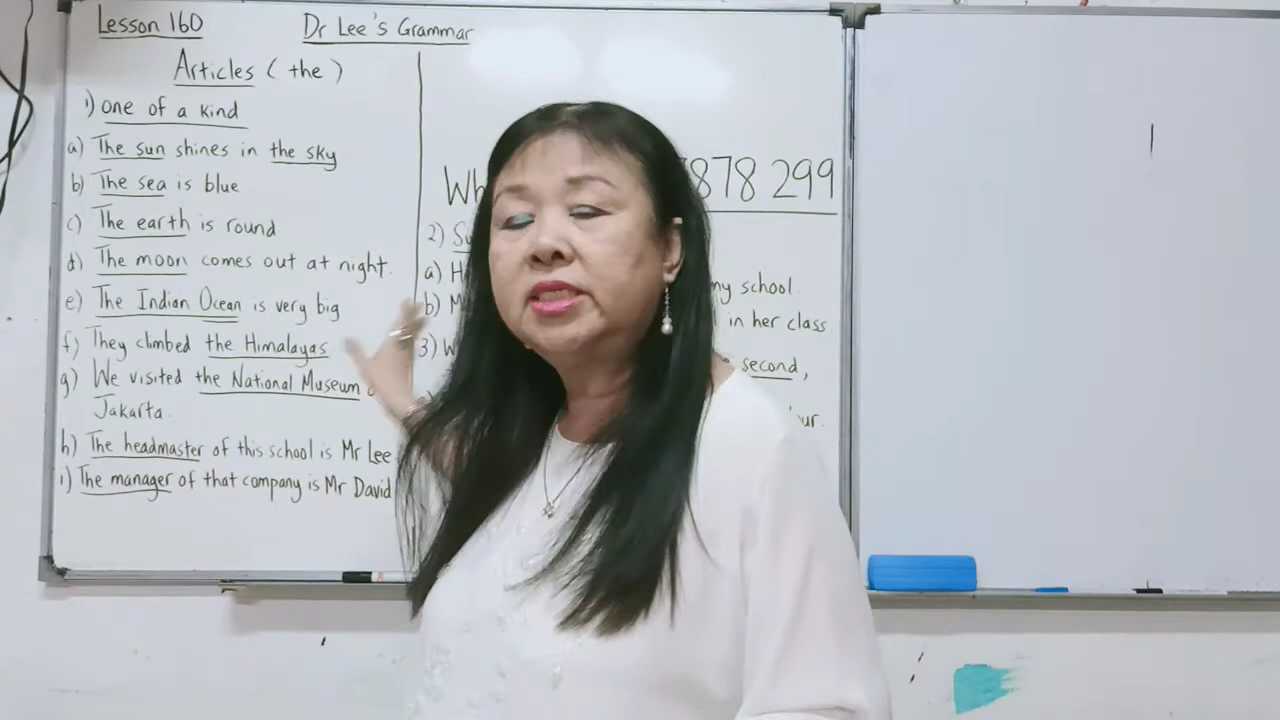 Lesson 160
Dr Lee's Grammar
Articles (the)
1) one of a kind
a) The sun shines in the sky
b) The sea is blue
c) The earth is round
d) The moon comes out at night.
e) The Indian Ocean is very big
f) They climbed the Himalayas
g) We visited the National Museum
Jakarta.
h) The headmaster of this school is Mr Lee
i) The manager of that company is Mr David
878 299
2)
a)
my school.
b)
in her class.
3)
second,